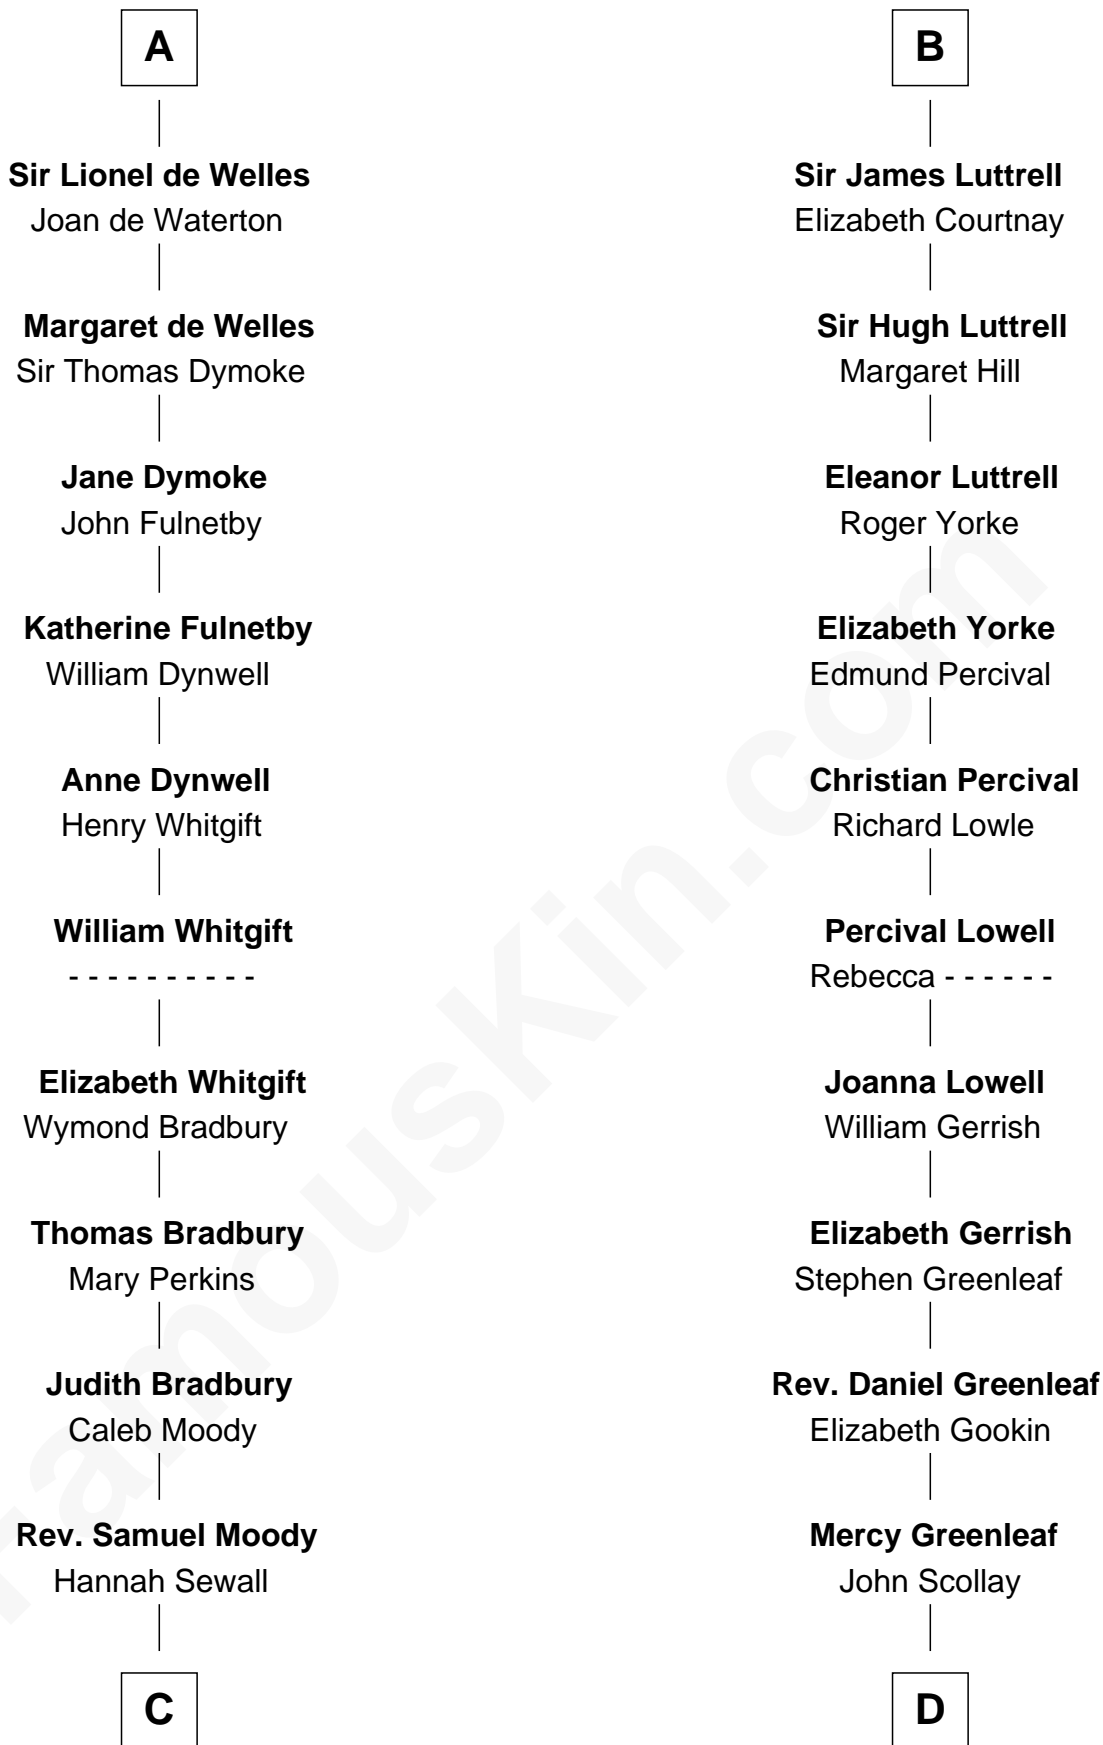 A
Sir Lionel de Welles
Joan de Waterton
Margaret de Welles
Sir Thomas Dymoke
Jane Dymoke
John Fulnetby
Katherine Fulnetby
William Dynwell
Anne Dynwell
Henry Whitgift
William Whitgift
- - - - - - - - - -
Elizabeth Whitgift
Wymond Bradbury
Thomas Bradbury
Mary Perkins
Judith Bradbury
Caleb Moody
Rev. Samuel Moody
Hannah Sewall
C
B
Sir James Luttrell
Elizabeth Courtnay
Sir Hugh Luttrell
Margaret Hill
Eleanor Luttrell
Roger Yorke
Elizabeth Yorke
Edmund Percival
Christian Percival
Richard Lowle
Percival Lowell
Rebecca - - - - - -
Joanna Lowell
William Gerrish
Elizabeth Gerrish
Stephen Greenleaf
Rev. Daniel Greenleaf
Elizabeth Gookin
Mercy Greenleaf
John Scollay
D
FamousKin.com